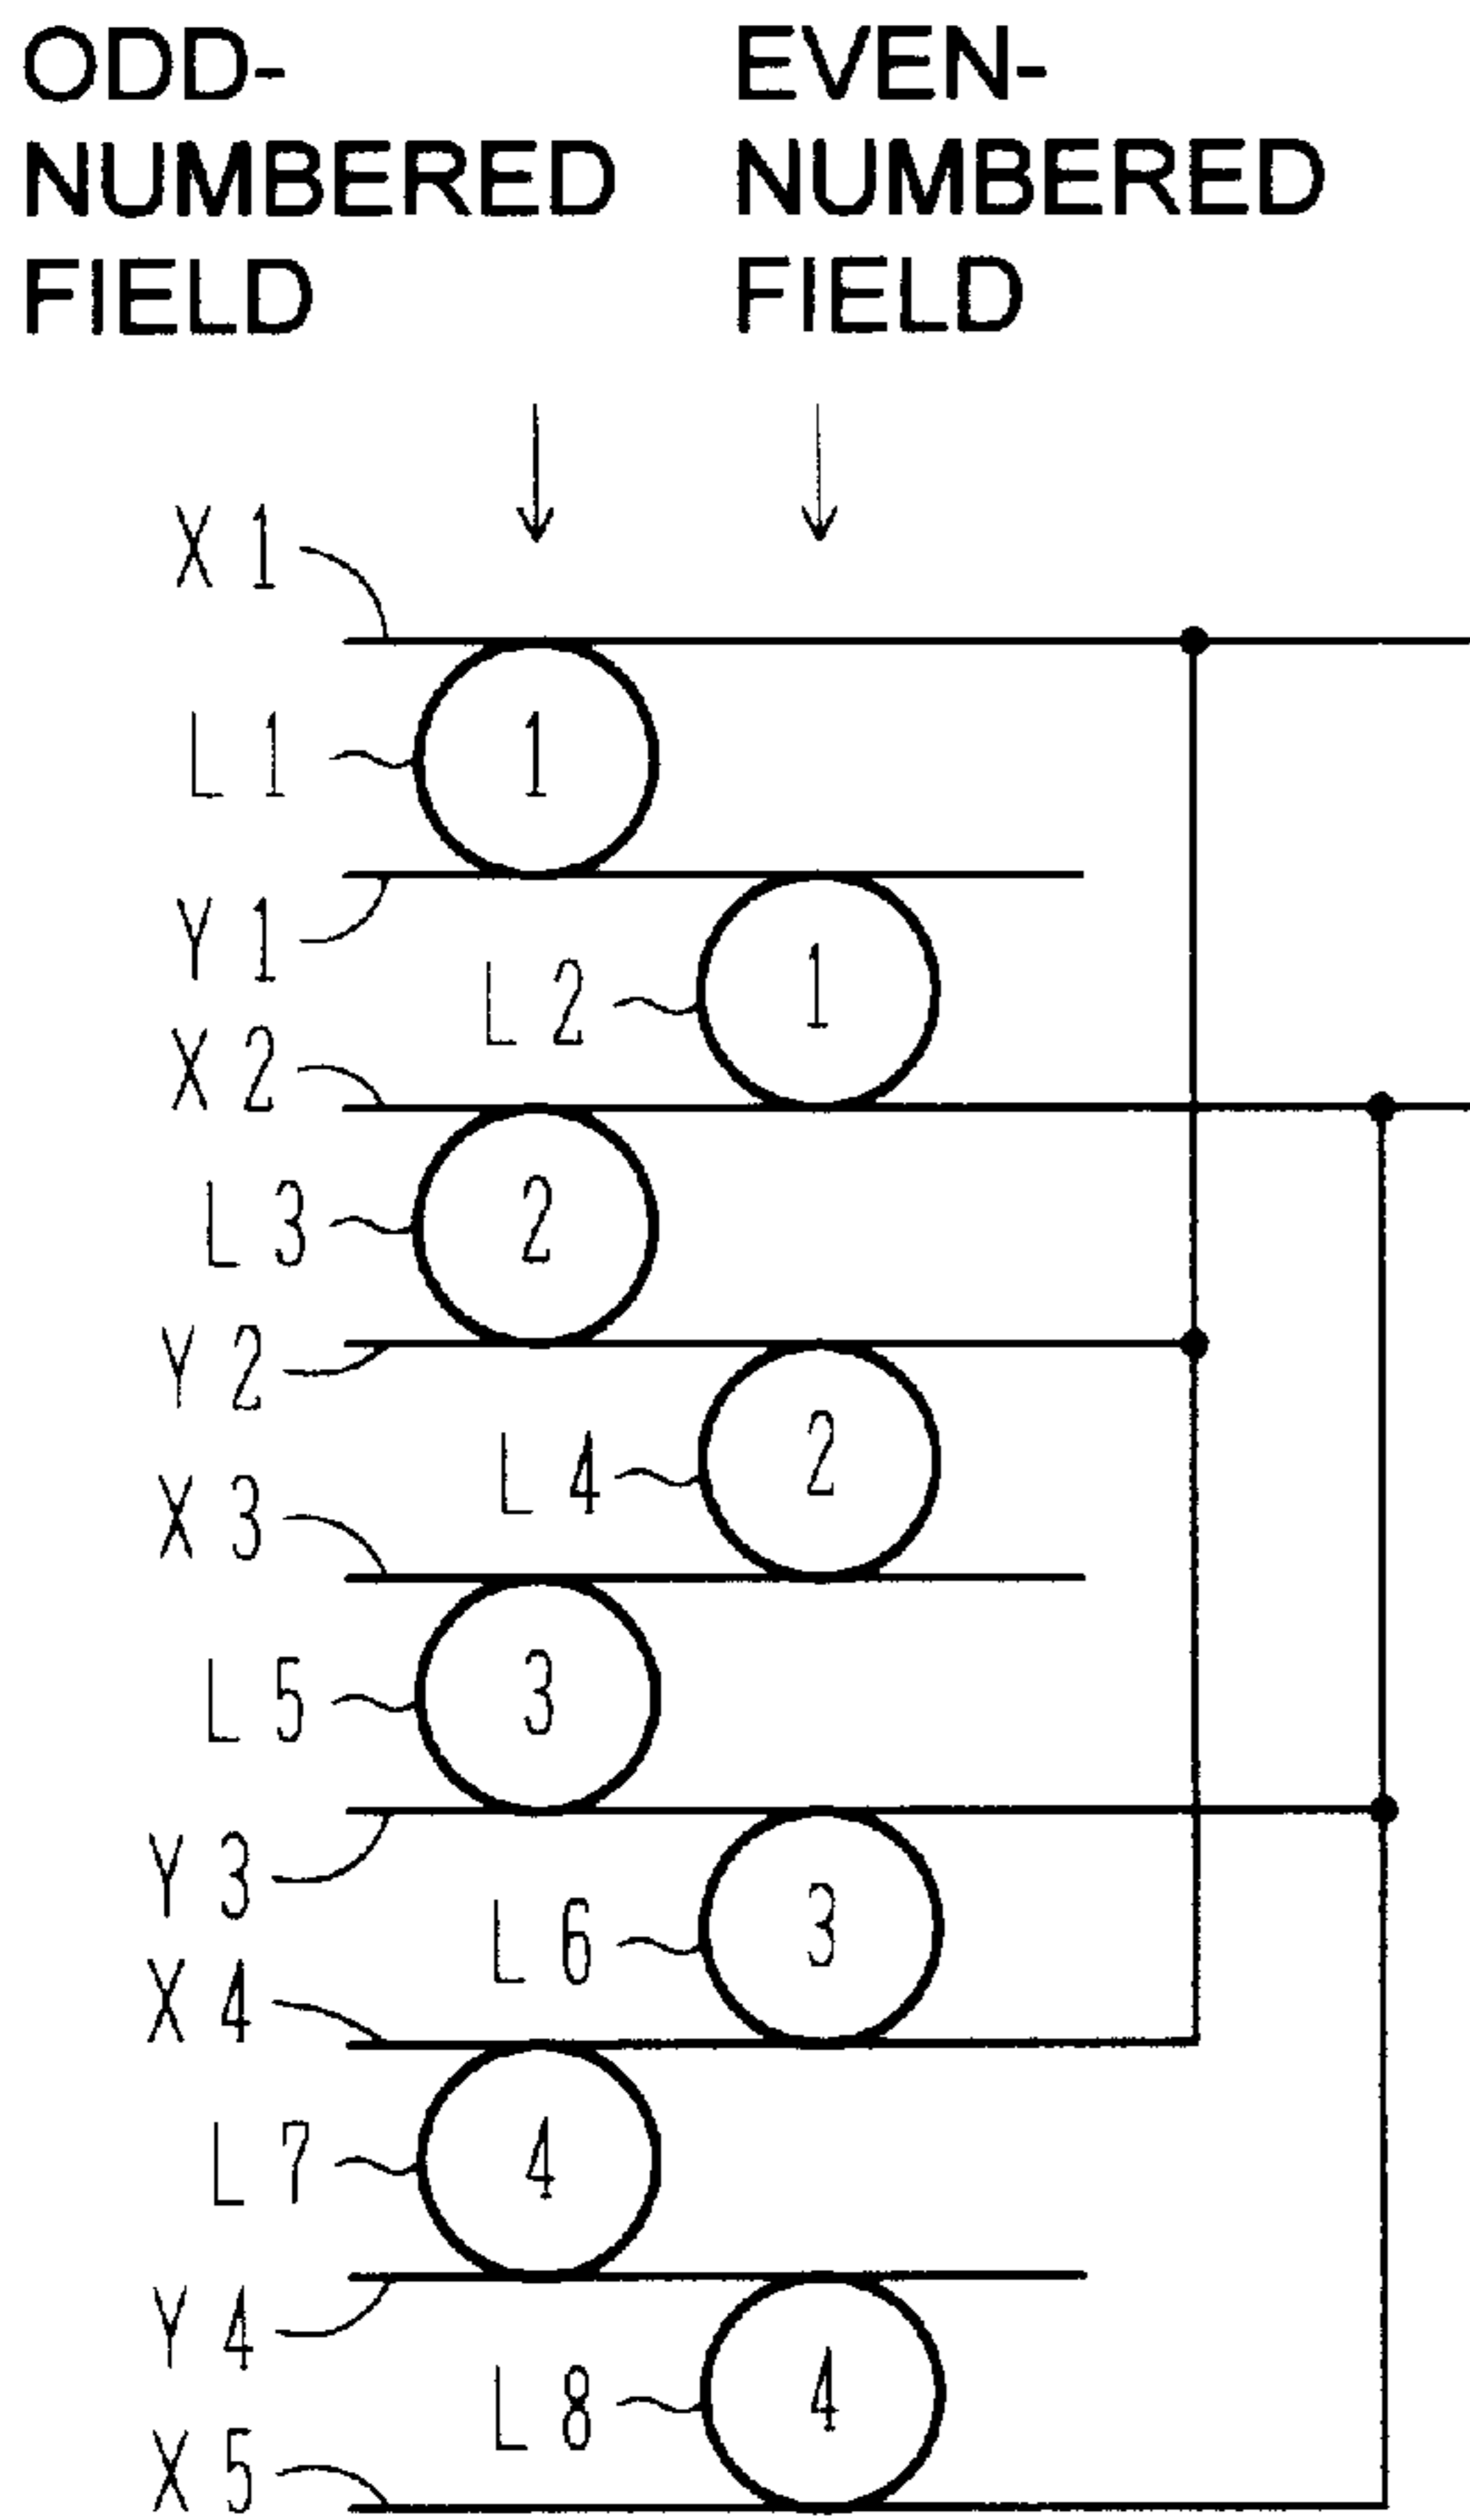 ODD-
NUMBERED
FIELD
EVEN-
NUMBERED
FIELD
X 1
L 1
1
Y 1
L 2
1
X 2
L 3
2
Y 2
L 4
2
X 3
L 5
3
Y 3
L 6
3
X 4
L 7
4
Y 4
L 8
4
X 5